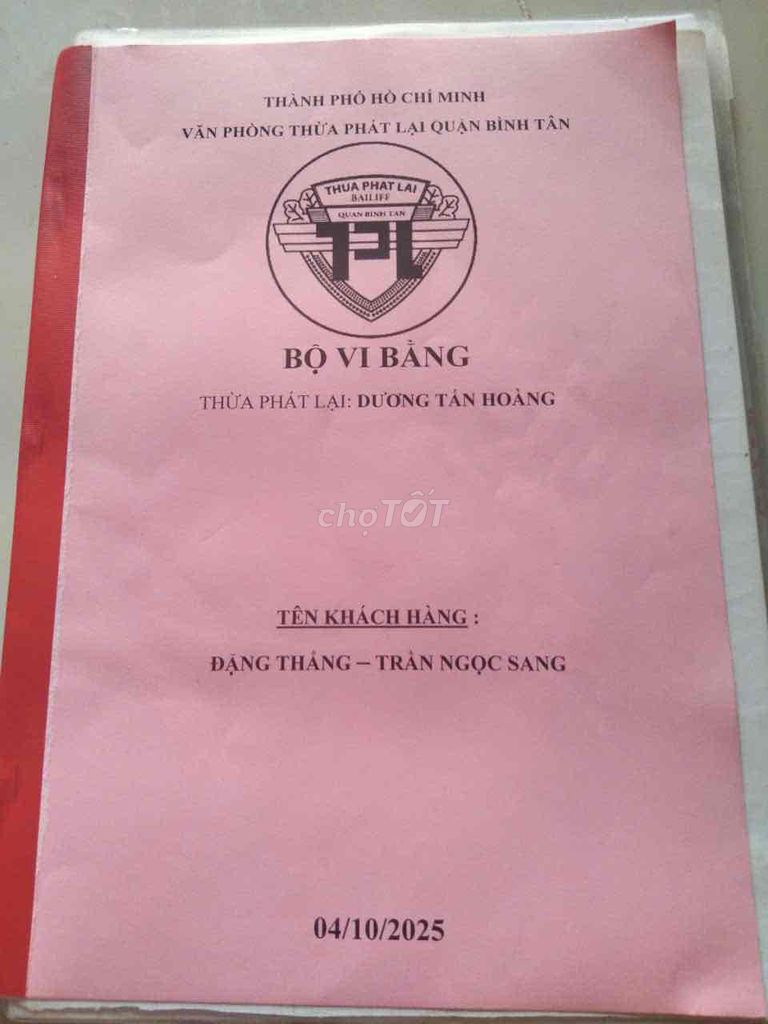 THÀNH PHỐ HỒ CHÍ MINH
VĂN PHÒNG THỪA PHÁT LẠI QUẬN BÌNH TÂN
THUA PHAT LAI
BAILIFF
QUAN BINH TAN
TPL
BỘ VI BẰNG
THỪA PHÁT LẠI: DƯƠNG TẤN HOÀNG
chợTỐT
TÊN KHÁCH HÀNG :
ĐẶNG THẮNG – TRẦN NGỌC SANG
04/10/2025